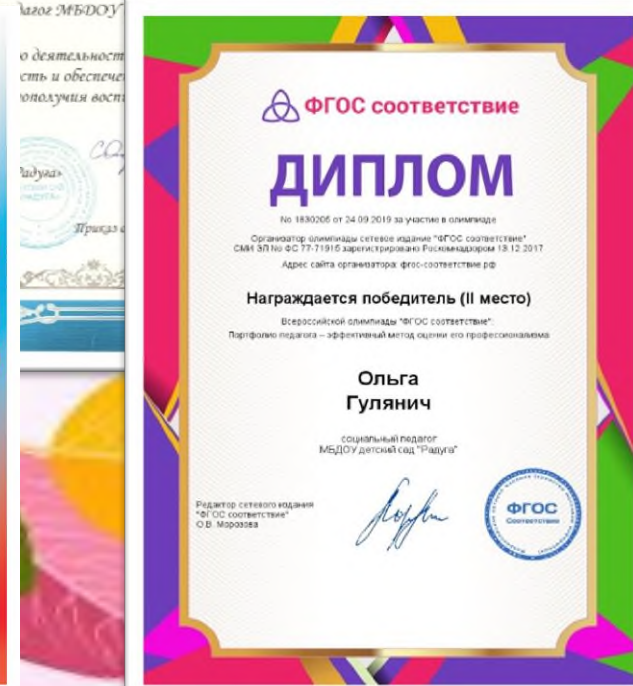 дагог МБДОУ
о деятельност
сть и обеспече
ополучия восп
Радуга»
Приказ
ФГОС соответствие
ДИПЛОМ
No 1830206 от 24.09.2019 за участие в олимпиаде
Организатор олимпиады сетевое издание "ФГОС соответствие"
СМИ ЭЛ No ФС 77-71915 зарегистрировано Роскомнадзором 13.12.2017
Адрес сайта организатора: фгос-соответствие.рф
Награждается победитель (II место)
Всероссийской олимпиады "ФГОС соответствие":
Портфолио педагога – эффективный метод оценки его профессионализма
Ольга
Гулянич
социальный педагог
МБДОУ детский сад "Радуга"
Редактор сетевого издания
"ФГОС соответствие"
О.В. Морозова
ФГОС
Соответствие